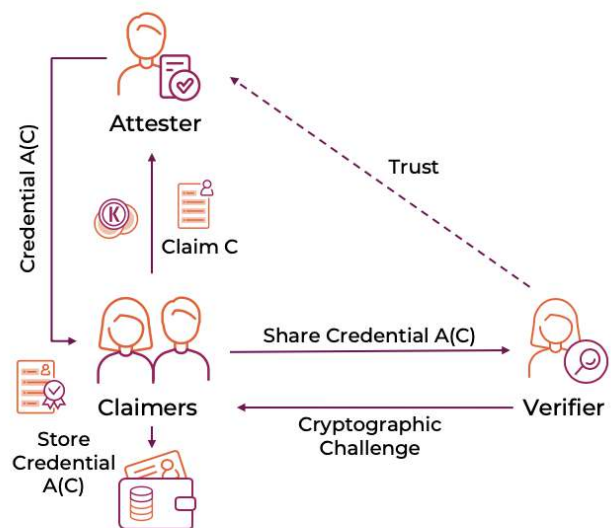 Attester
Credential A(C)
Trust
K
Claim C
Share Credential A(C)
Claimers
Verifier
Cryptographic
Challenge
Store
Credential
A(C)